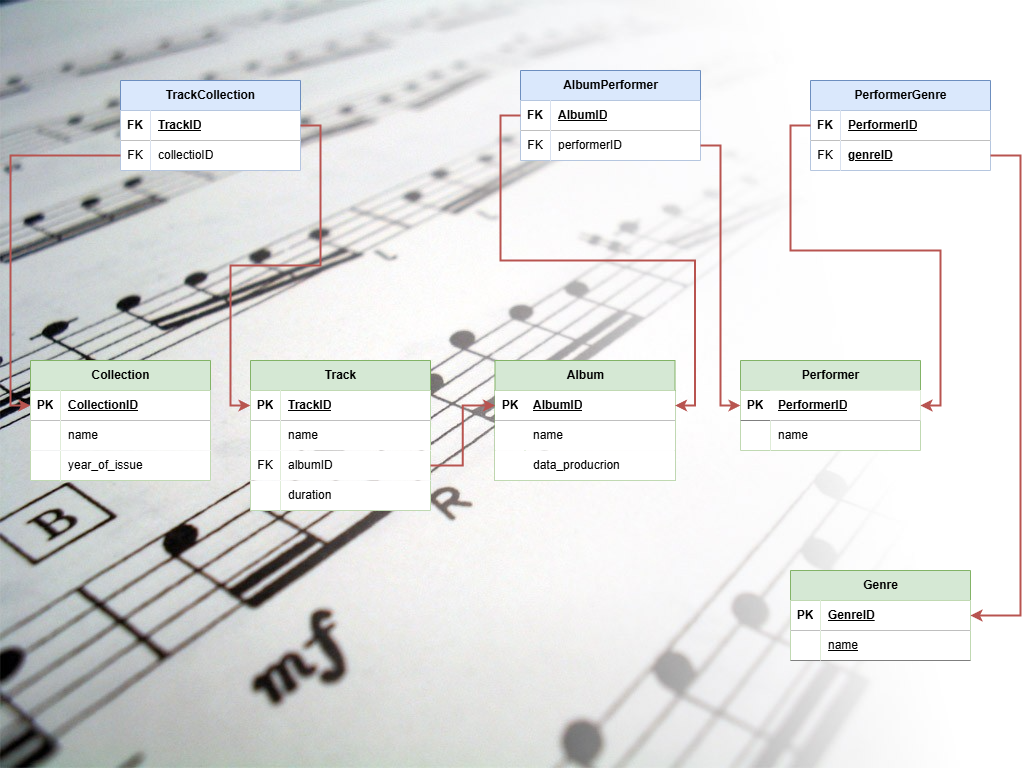 TrackCollection
FK TrackID
FK collectioID
AlbumPerformer
FK AlbumID
FK performerID
PerformerGenre
FK PerformerID
FK genreID
Collection
PK CollectionID
name
year_of_issue
Track
PK TrackID
name
FK albumID
duration
Album
PK AlbumID
name
data_producrion
Performer
PK PerformerID
name
Genre
PK GenreID
name
B
R
mf
L
L